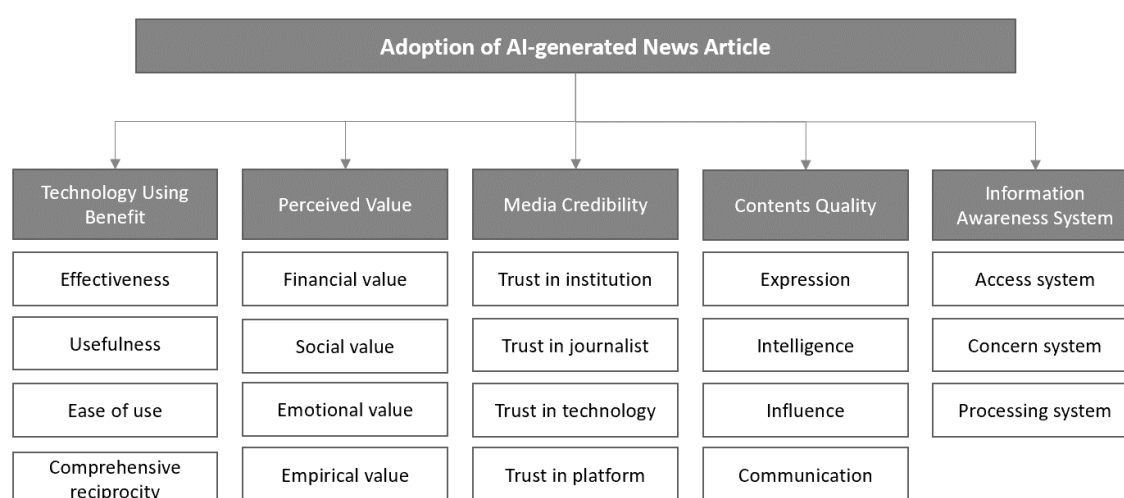 Adoption of AI-generated News Article
Technology Using
Benefit
Perceived Value
Media Credibility
Contents Quality
Information
Awareness System
Effectiveness
Financial value
Trust in institution
Expression
Access system
Usefulness
Social value
Trust in journalist
Intelligence
Concern system
Ease of use
Emotional value
Trust in technology
Influence
Processing system
Comprehensive
reciprocity
Empirical value
Trust in platform
Communication